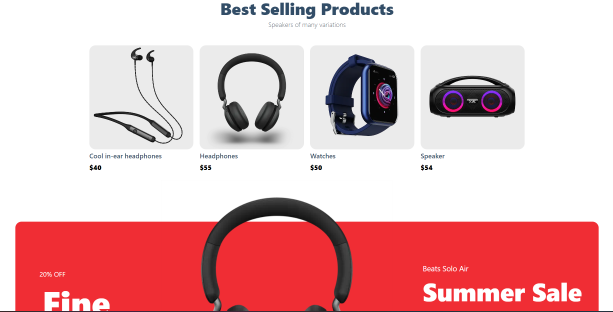 Best Selling Products
Speakers of many variations
Cool in-ear headphones
$40
Headphones
$55
Watches
$50
Speaker
$54
20% OFF
Fine
Beats Solo Air
Summer Sale